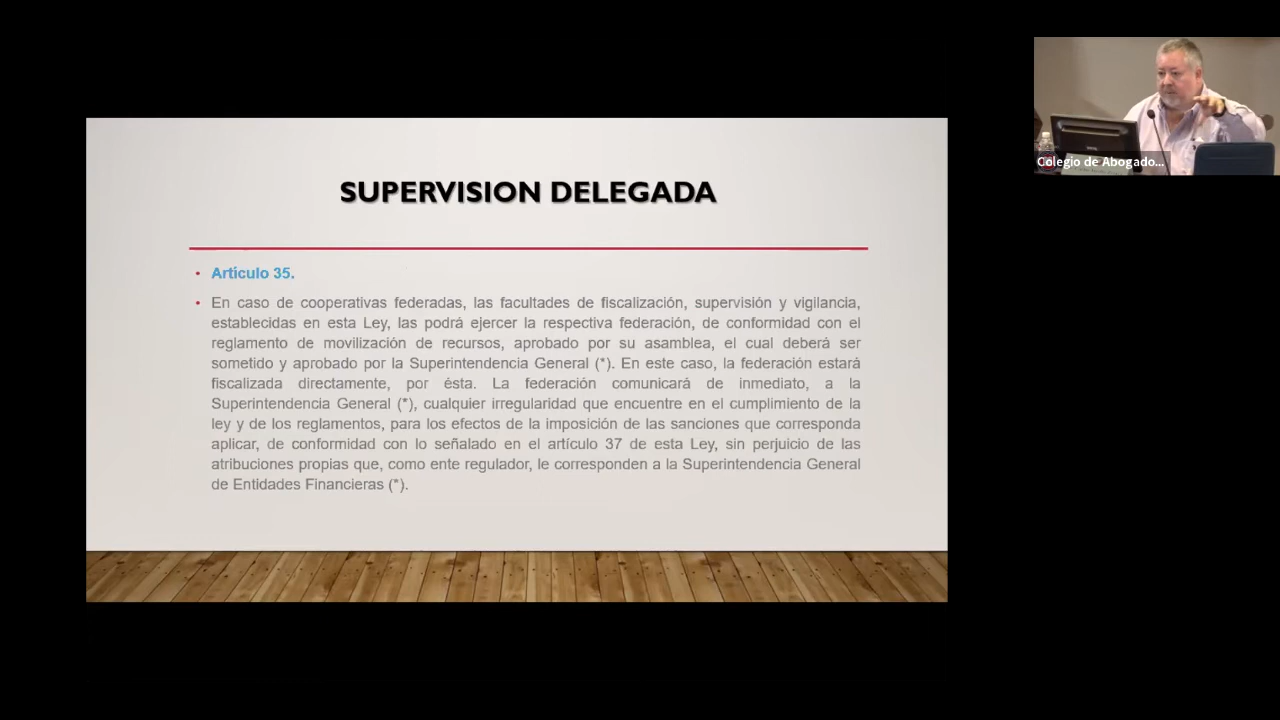 SUPERVISION DELEGADA
• Artículo 35.
• En caso de cooperativas federadas, las facultades de fiscalización, supervisión y vigilancia,
establecidas en esta Ley, las podrá ejercer la respectiva federación, de conformidad con el
reglamento de movilización de recursos, aprobado por su asamblea, el cual deberá ser
sometido y aprobado por la Superintendencia General (*). En este caso, la federación estará
fiscalizada directamente, por ésta. La federación comunicará de inmediato, a la
Superintendencia General (*), cualquier irregularidad que encuentre en el cumplimiento de la
ley y de los reglamentos, para los efectos de la imposición de las sanciones que corresponda
aplicar, de conformidad con lo señalado en el artículo 37 de esta Ley, sin perjuicio de las
atribuciones propias que, como ente regulador, le corresponden a la Superintendencia General
de Entidades Financieras (*).
Colegio de Abogado...